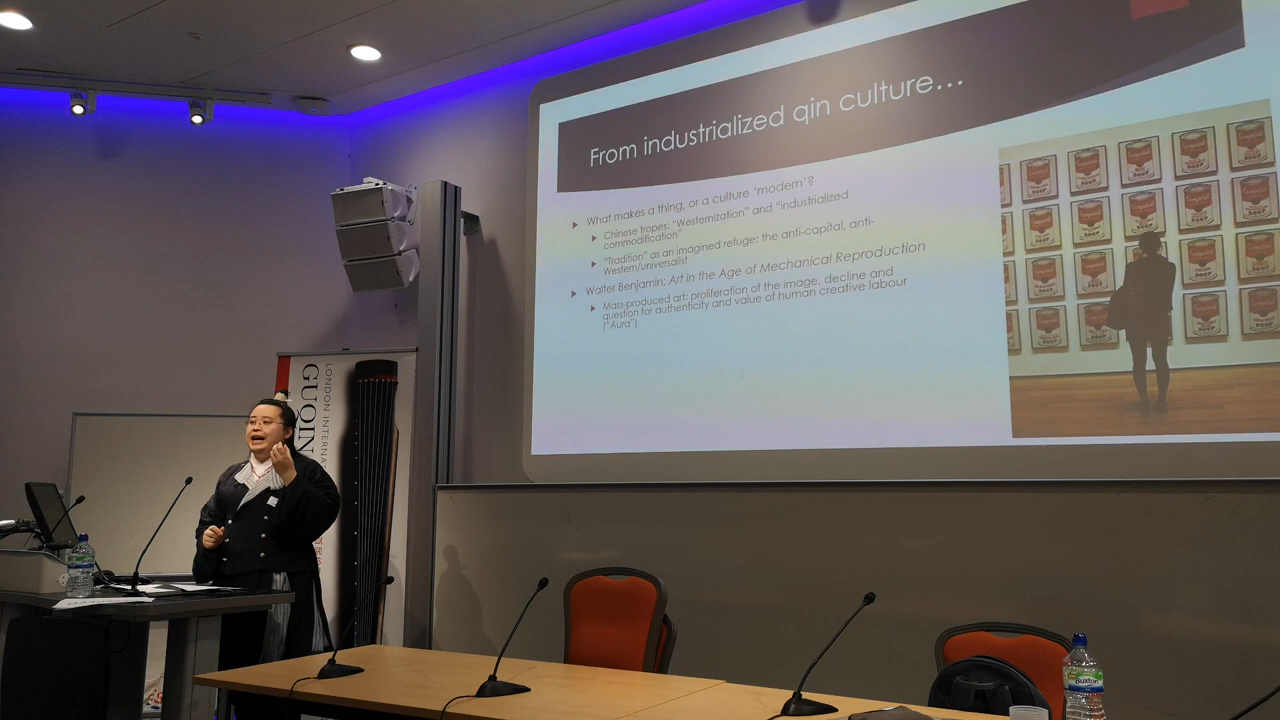 From industrialized qin culture…
What makes a thing, or a culture 'modern'?
Chinese tropes: "Westernization" and "industrialized
commodification"
"Tradition" as an imagined refuge: the anti-capital, anti-
Western/universalist
Walter Benjamin: Art in the Age of Mechanical Reproduction
Mass-produced art: proliferation of the image, decline and
question for authenticity and value of human creative labour
("Aura")
LONDON INTERNA
GUQIN
Buxton